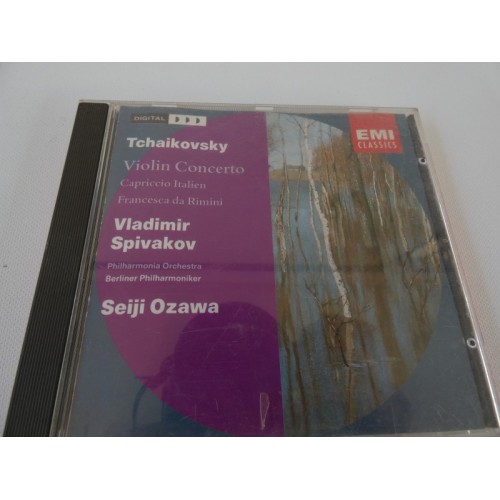 DIGITAL DDD
Tchaikovsky
Violin Concerto
Capriccio Italien
Francesca da Rimini
Vladimir
Spivakov
Philharmonia Orchestra
Berliner Philharmoniker
Seiji Ozawa
EMI
CLASSICS